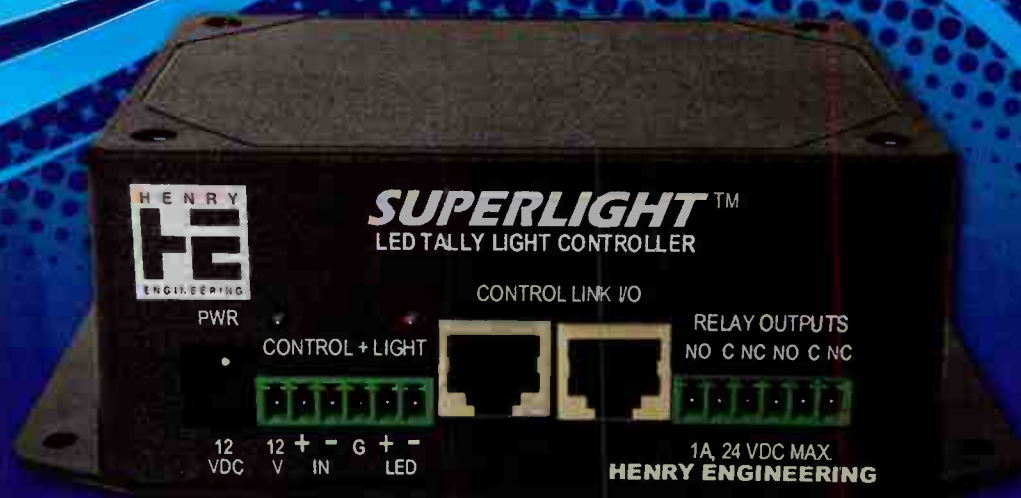 HENRY
HE
ENGINEERING
SUPERLIGHT™
LED TALLY LIGHT CONTROLLER
CONTROL LINK I/O
PWR
CONTROL + LIGHT
RELAY OUTPUTS
NO C NC NO C NC
12 VDC
12 V
+ - G + -
IN
LED
1A, 24 VDC MAX.
HENRY ENGINEERING